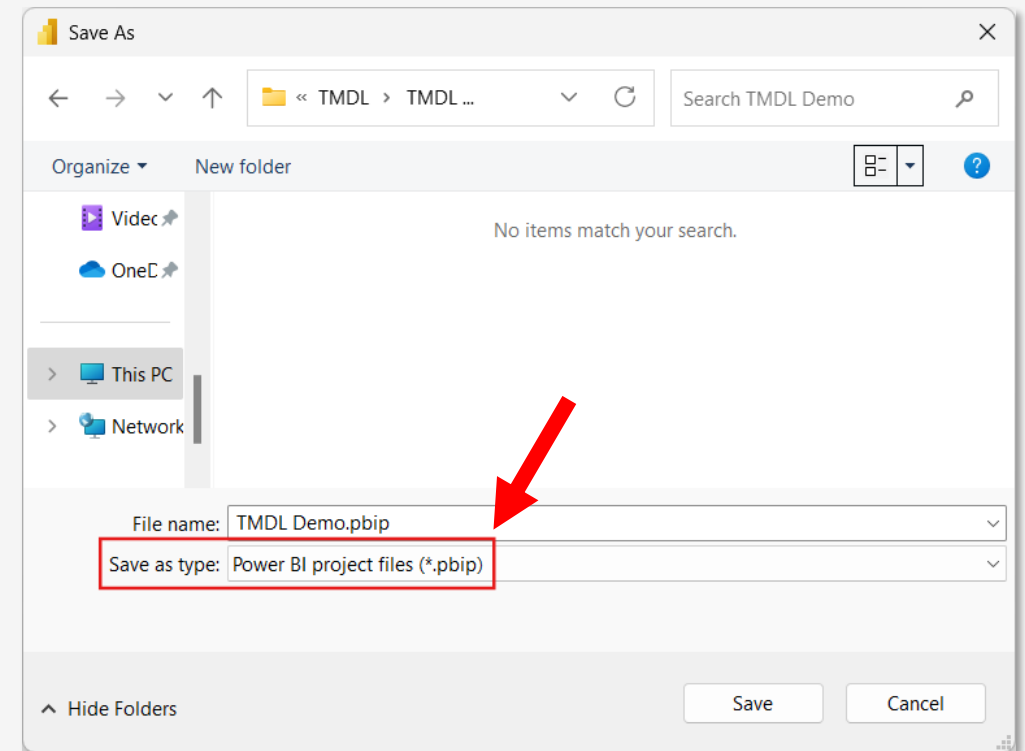 Save As
« TMDL > TMDL ...
Search TMDL Demo
Organize
New folder
Videc
No items match your search.
OneD
This PC
Network
File name: TMDL Demo.pbip
Save as type: Power BI project files (*.pbip)
Hide Folders
Save
Cancel